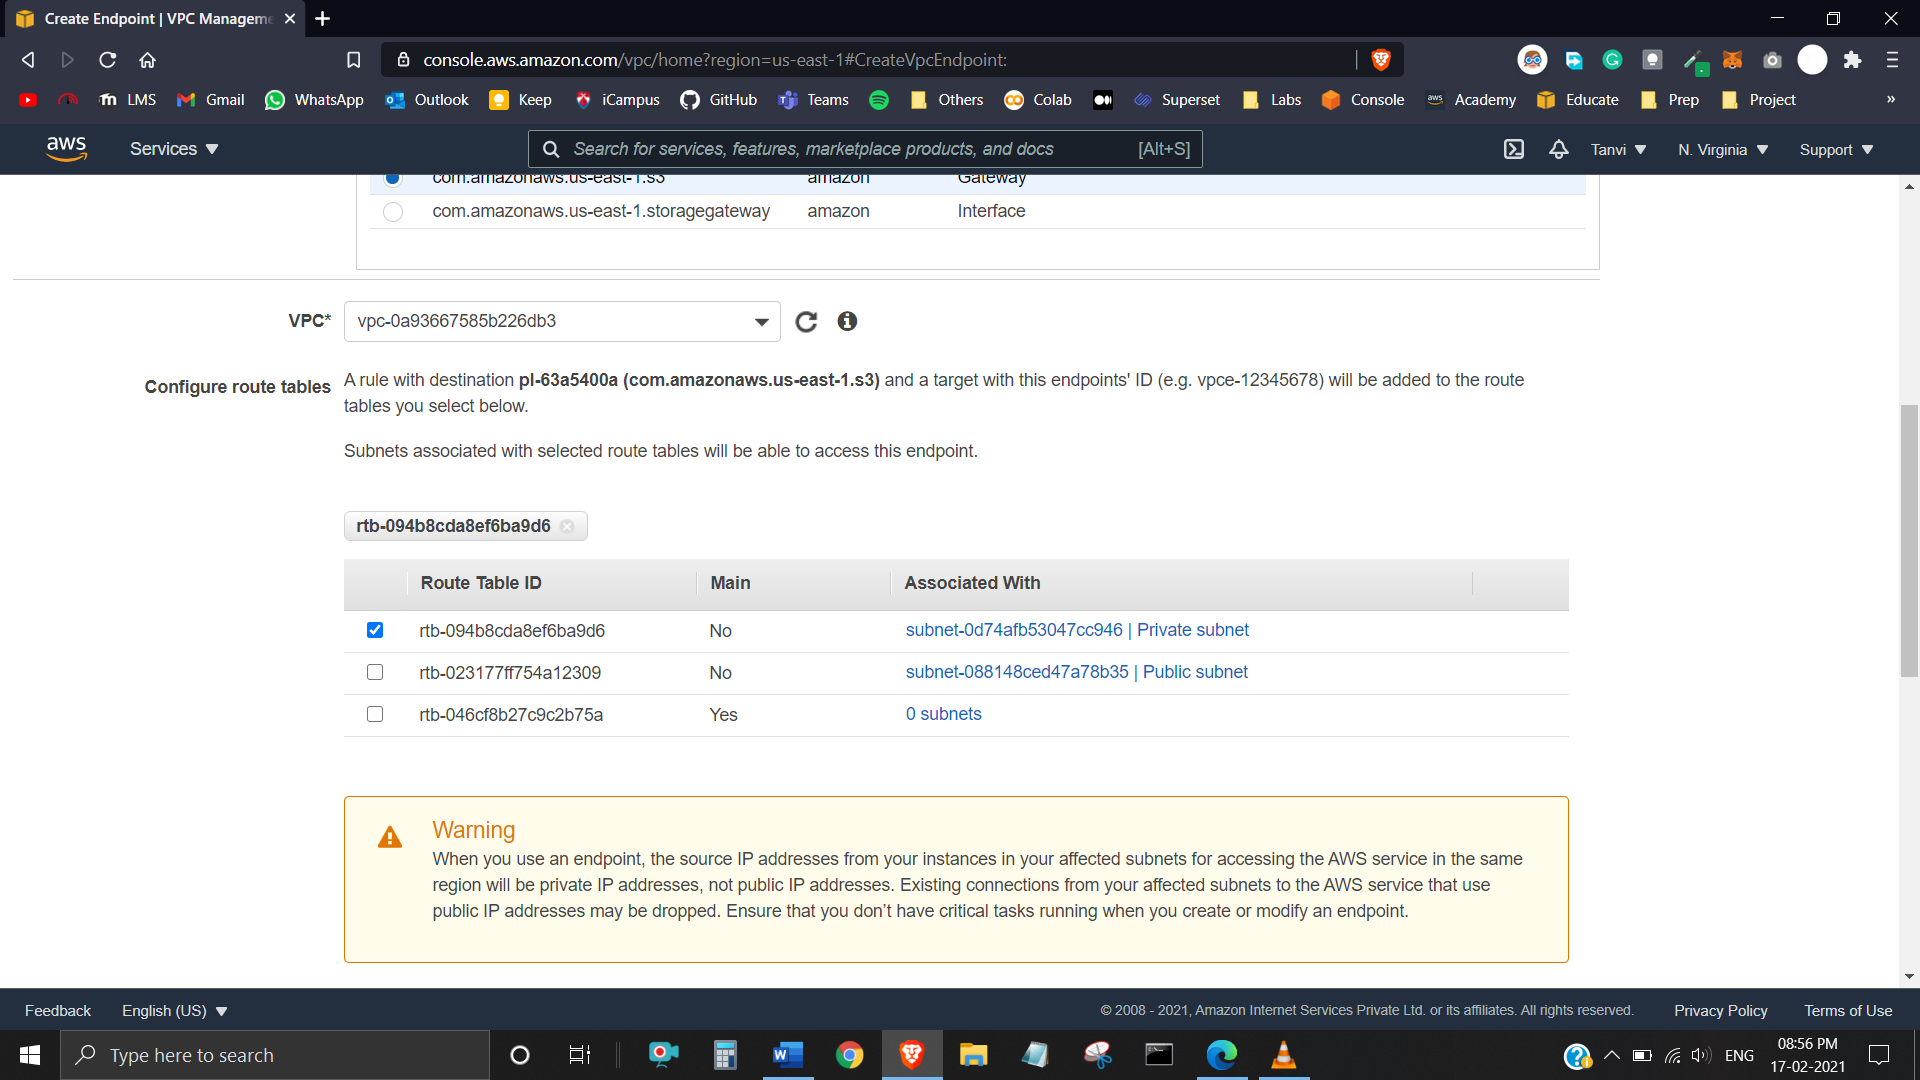 Create Endpoint | VPC Manageme
console.aws.amazon.com/vpc/home?region=us-east-1#CreateVpcEndpoint:
LMS Gmail WhatsApp Outlook Keep iCampus GitHub Teams Others Colab Superset Labs Console Academy Educate Prep Project »
aws Services Search for services, features, marketplace products, and docs [Alt+S] Tanvi N. Virginia Support
com.amazonaws.us-east-1.s3 amazon Gateway
com.amazonaws.us-east-1.storagegateway amazon Interface
VPC* vpc-0a93667585b226db3
Configure route tables A rule with destination pl-63a5400a (com.amazonaws.us-east-1.s3) and a target with this endpoints' ID (e.g. vpce-12345678) will be added to the route
tables you select below.
Subnets associated with selected route tables will be able to access this endpoint.
rtb-094b8cda8ef6ba9d6
Route Table ID Main Associated With
rtb-094b8cda8ef6ba9d6 No subnet-0d74afb53047cc946 | Private subnet
rtb-023177ff754a12309 No subnet-088148ced47a78b35 | Public subnet
rtb-046cf8b27c9c2b75a Yes 0 subnets
Warning
When you use an endpoint, the source IP addresses from your instances in your affected subnets for accessing the AWS service in the same
region will be private IP addresses, not public IP addresses. Existing connections from your affected subnets to the AWS service that use
public IP addresses may be dropped. Ensure that you don't have critical tasks running when you create or modify an endpoint.
Feedback English (US) © 2008 - 2021, Amazon Internet Services Private Ltd. or its affiliates. All rights reserved. Privacy Policy Terms of Use
Type here to search ENG 08:56 PM
17-02-2021